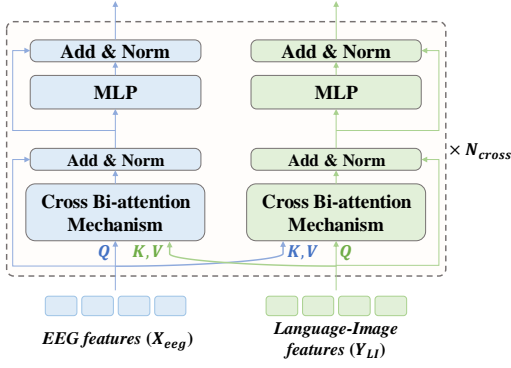 Add & Norm
Add & Norm
MLP
MLP
× N_cross
Add & Norm
Add & Norm
Cross Bi-attention
Mechanism
Cross Bi-attention
Mechanism
Q
K,V
K,V
Q
EEG features (X_eeg)
Language-Image
features (Y_LI)